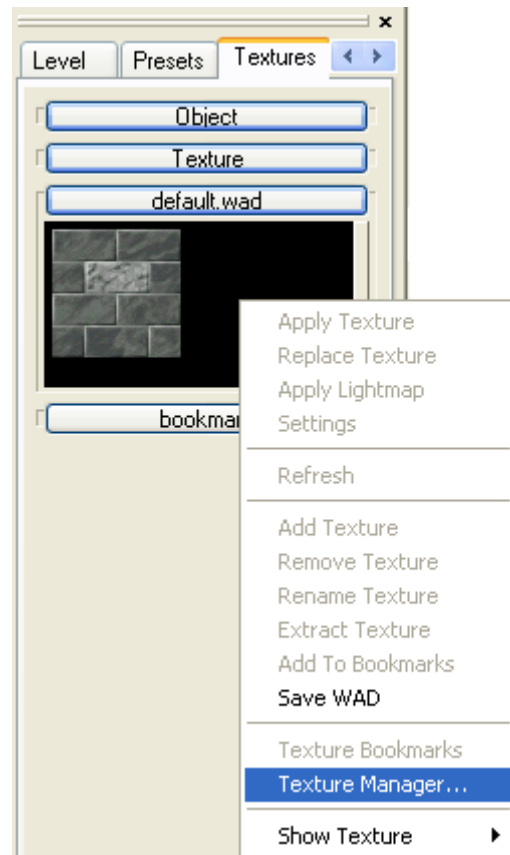 Level Presets Textures
Object
Texture
default.wad
Apply Texture
Replace Texture
Apply Lightmap
bookmar
Settings
Refresh
Add Texture
Remove Texture
Rename Texture
Extract Texture
Add To Bookmarks
Save WAD
Texture Bookmarks
Texture Manager...
Show Texture